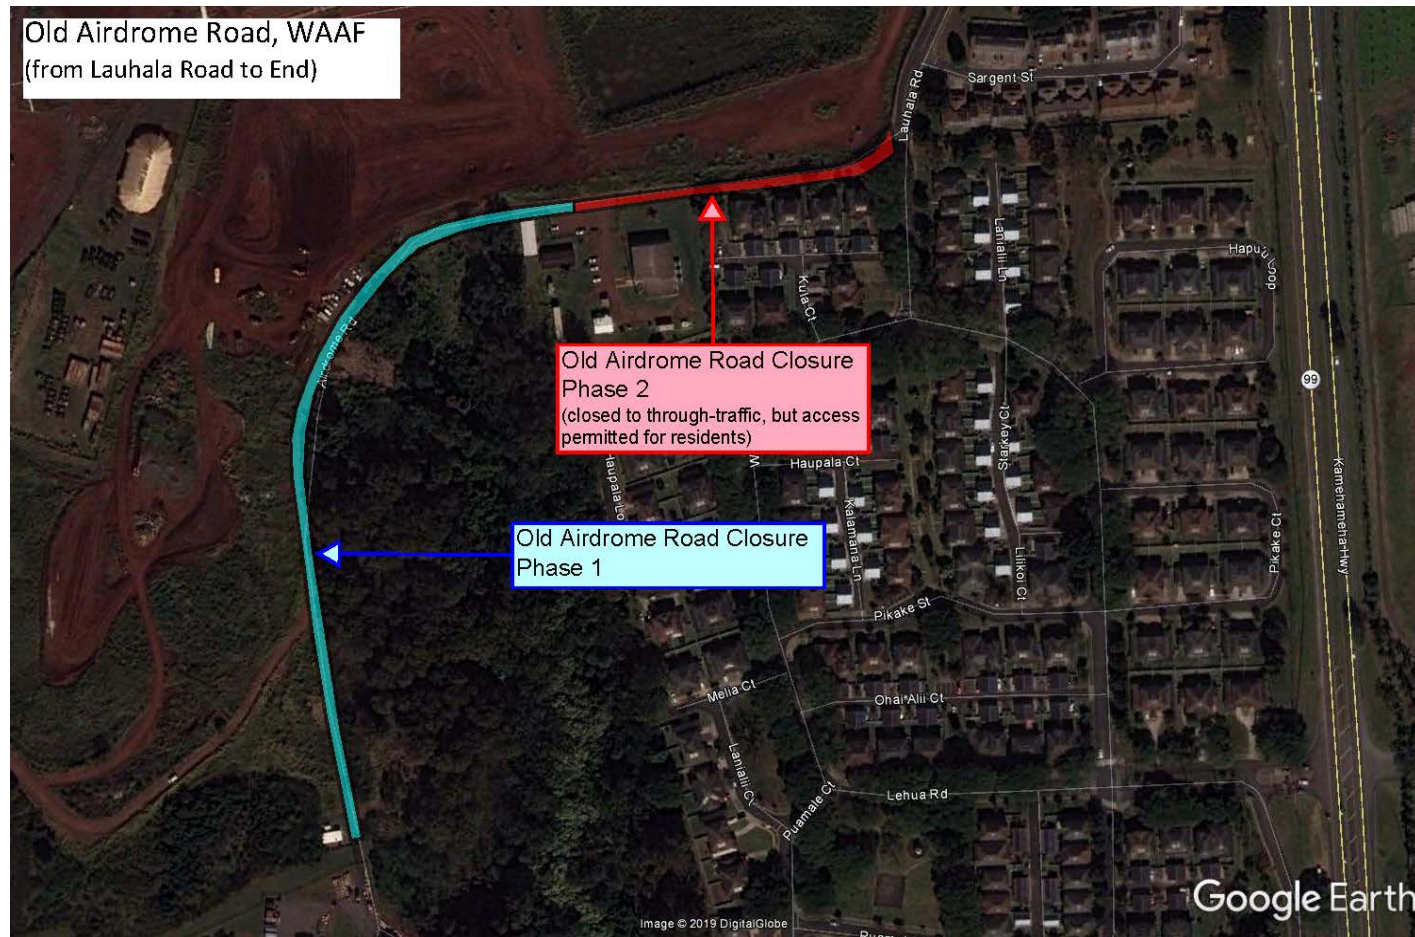 Old Airdrome Road, WAAF
(from Lauhala Road to End)
Sargent St
Lauhala Rd
Lanialii Ln
Hapuu Loop
Kula Ct
Airdrome Rd
Old Airdrome Road Closure
Phase 2
(closed to through-traffic, but access
permitted for residents)
99
Starkey Ct
W
Haupala Ct
Haupala Lo
Kalamana Ln
Kamehameha Hwy
Pikake Ct
Old Airdrome Road Closure
Phase 1
Lilikoi Ct
Pikake St
Melia Ct
Ohai Alii Ct
Lanialii Ct
Puamale Ct
Lehua Rd
Google Earth
Image © 2019 DigitalGlobe